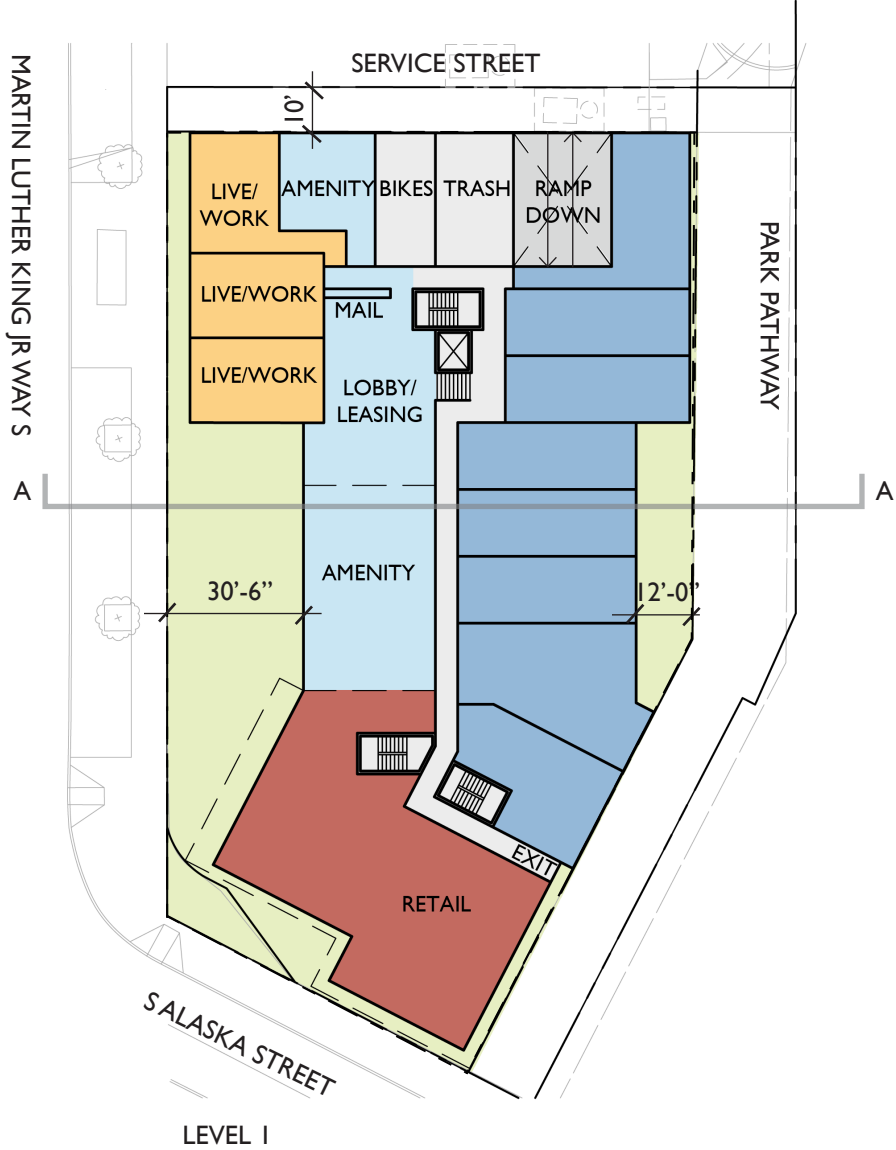 SERVICE STREET
10'
MARTIN LUTHER KING JR WAY S
LIVE/
WORK
AMENITY
BIKES
TRASH
RAMP
DOWN
PARK PATHWAY
LIVE/WORK
MAIL
LIVE/WORK
LOBBY/
LEASING
A
A
AMENITY
30'-6”
12'-0”
EXIT
RETAIL
S ALASKA STREET
LEVEL 1